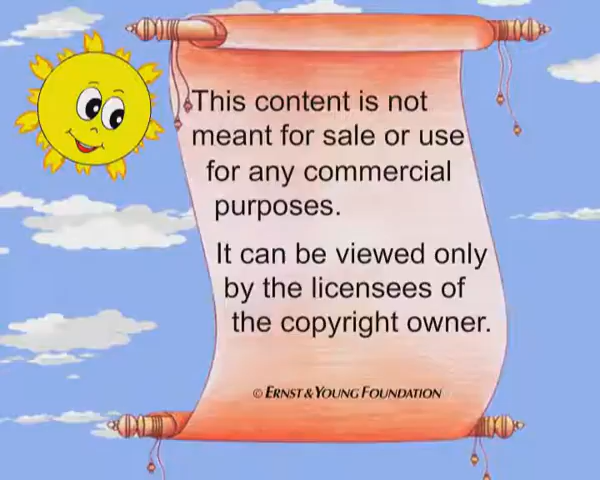 This content is not
meant for sale or use
for any commercial
purposes.
It can be viewed only
by the licensees of
the copyright owner.
© ERNST & YOUNG FOUNDATION